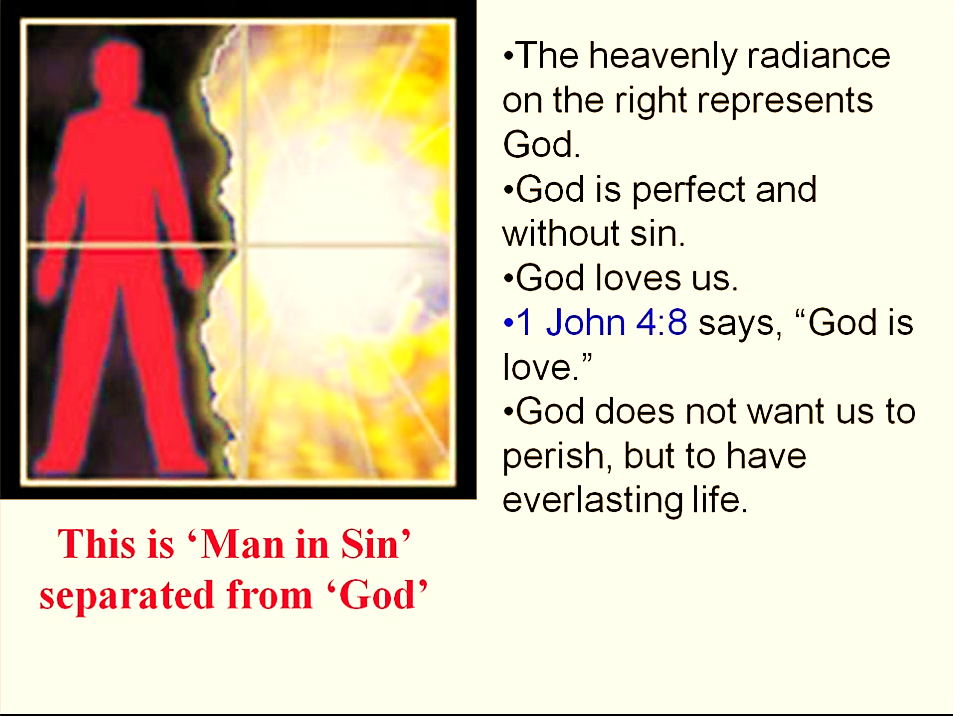 This is ‘Man in Sin’
separated from ‘God’
•The heavenly radiance
on the right represents
God.
•God is perfect and
without sin.
•God loves us.
•1 John 4:8 says, “God is
love.”
•God does not want us to
perish, but to have
everlasting life.